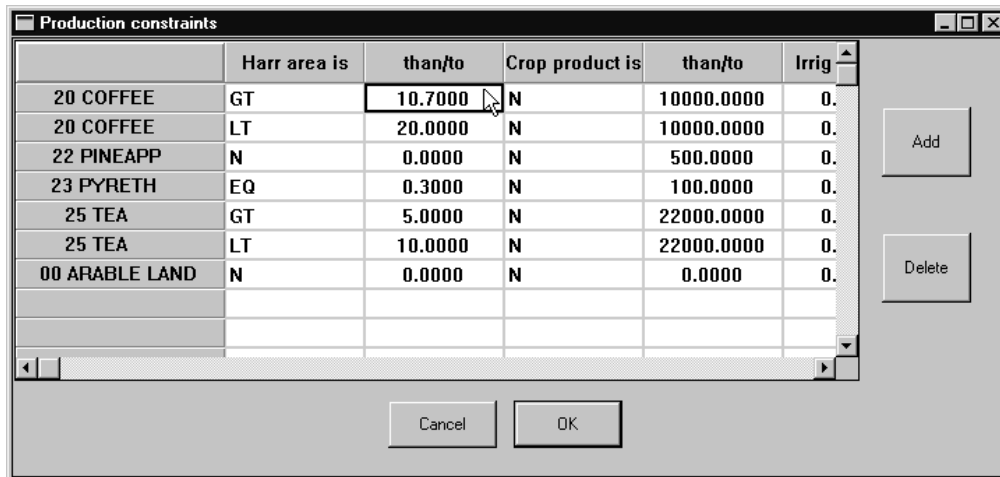 Production constraints
Harr area is than/to Crop product is than/to Irrig
20 COFFEE GT 10.7000 N 10000.0000 0.
20 COFFEE LT 20.0000 N 10000.0000 0.
22 PINEAPP N 0.0000 N 500.0000 0.
23 PYRETH EQ 0.3000 N 100.0000 0.
25 TEA GT 5.0000 N 22000.0000 0.
25 TEA LT 10.0000 N 22000.0000 0.
00 ARABLE LAND N 0.0000 N 0.0000 0.
Add
Delete
Cancel OK